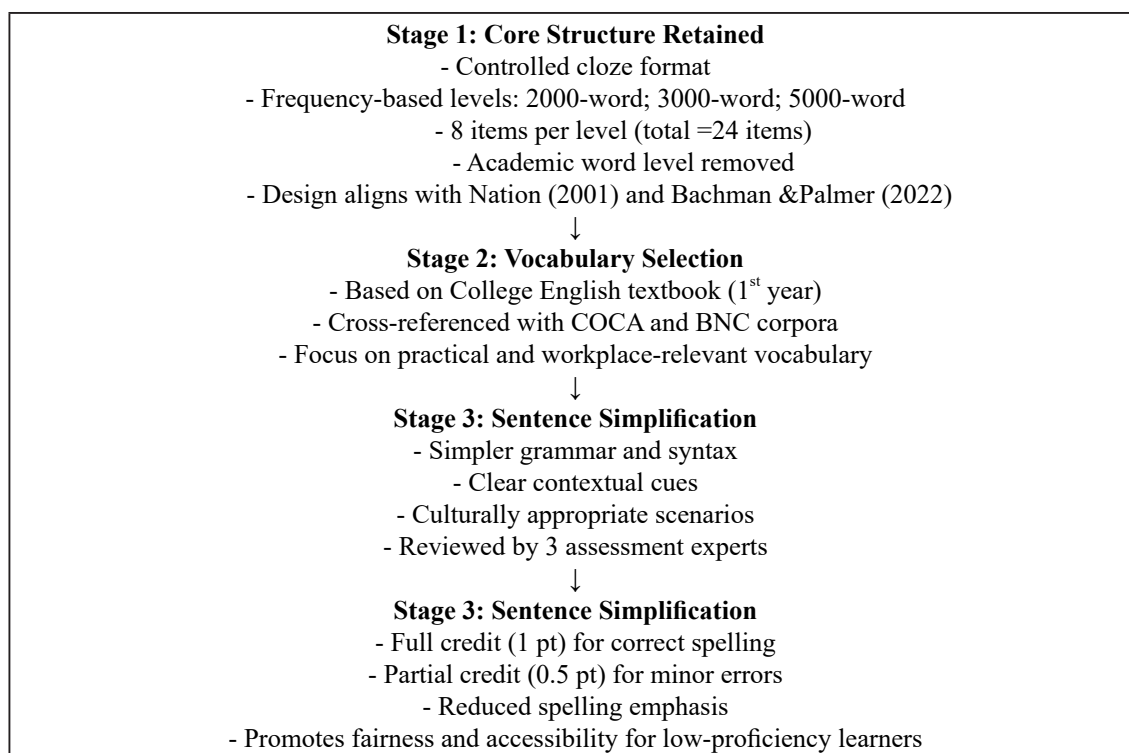 Stage 1: Core Structure Retained
- Controlled cloze format
- Frequency-based levels: 2000-word; 3000-word; 5000-word
- 8 items per level (total =24 items)
- Academic word level removed
- Design aligns with Nation (2001) and Bachman &Palmer (2022)
↓
Stage 2: Vocabulary Selection
- Based on College English textbook (1st year)
- Cross-referenced with COCA and BNC corpora
- Focus on practical and workplace-relevant vocabulary
↓
Stage 3: Sentence Simplification
- Simpler grammar and syntax
- Clear contextual cues
- Culturally appropriate scenarios
- Reviewed by 3 assessment experts
↓
Stage 3: Sentence Simplification
- Full credit (1 pt) for correct spelling
- Partial credit (0.5 pt) for minor errors
- Reduced spelling emphasis
- Promotes fairness and accessibility for low-proficiency learners